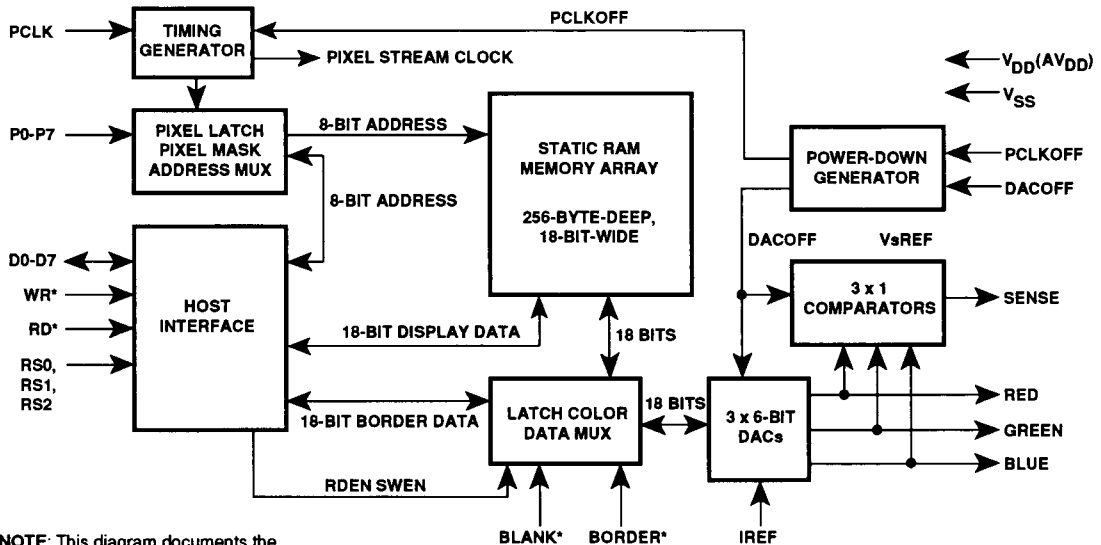 PCLK
TIMING
GENERATOR
PCLKOFF
PIXEL STREAM CLOCK
VDD(AVDD)
VSS
P0-P7
PIXEL LATCH
PIXEL MASK
ADDRESS MUX
8-BIT ADDRESS
8-BIT ADDRESS
STATIC RAM
MEMORY ARRAY
256-BYTE-DEEP,
18-BIT-WIDE
POWER-DOWN
GENERATOR
PCLKOFF
DACOFF
DACOFF
VsREF
D0-D7
WR*
RD*
RS0,
RS1,
RS2
HOST
INTERFACE
3 x 1
COMPARATORS
SENSE
18-BIT DISPLAY DATA
18 BITS
18-BIT BORDER DATA
LATCH COLOR
DATA MUX
18 BITS
3 x 6-BIT
DACs
RED
GREEN
BLUE
RDEN SWEN
BLANK*
BORDER*
IREF
NOTE: This diagram documents the